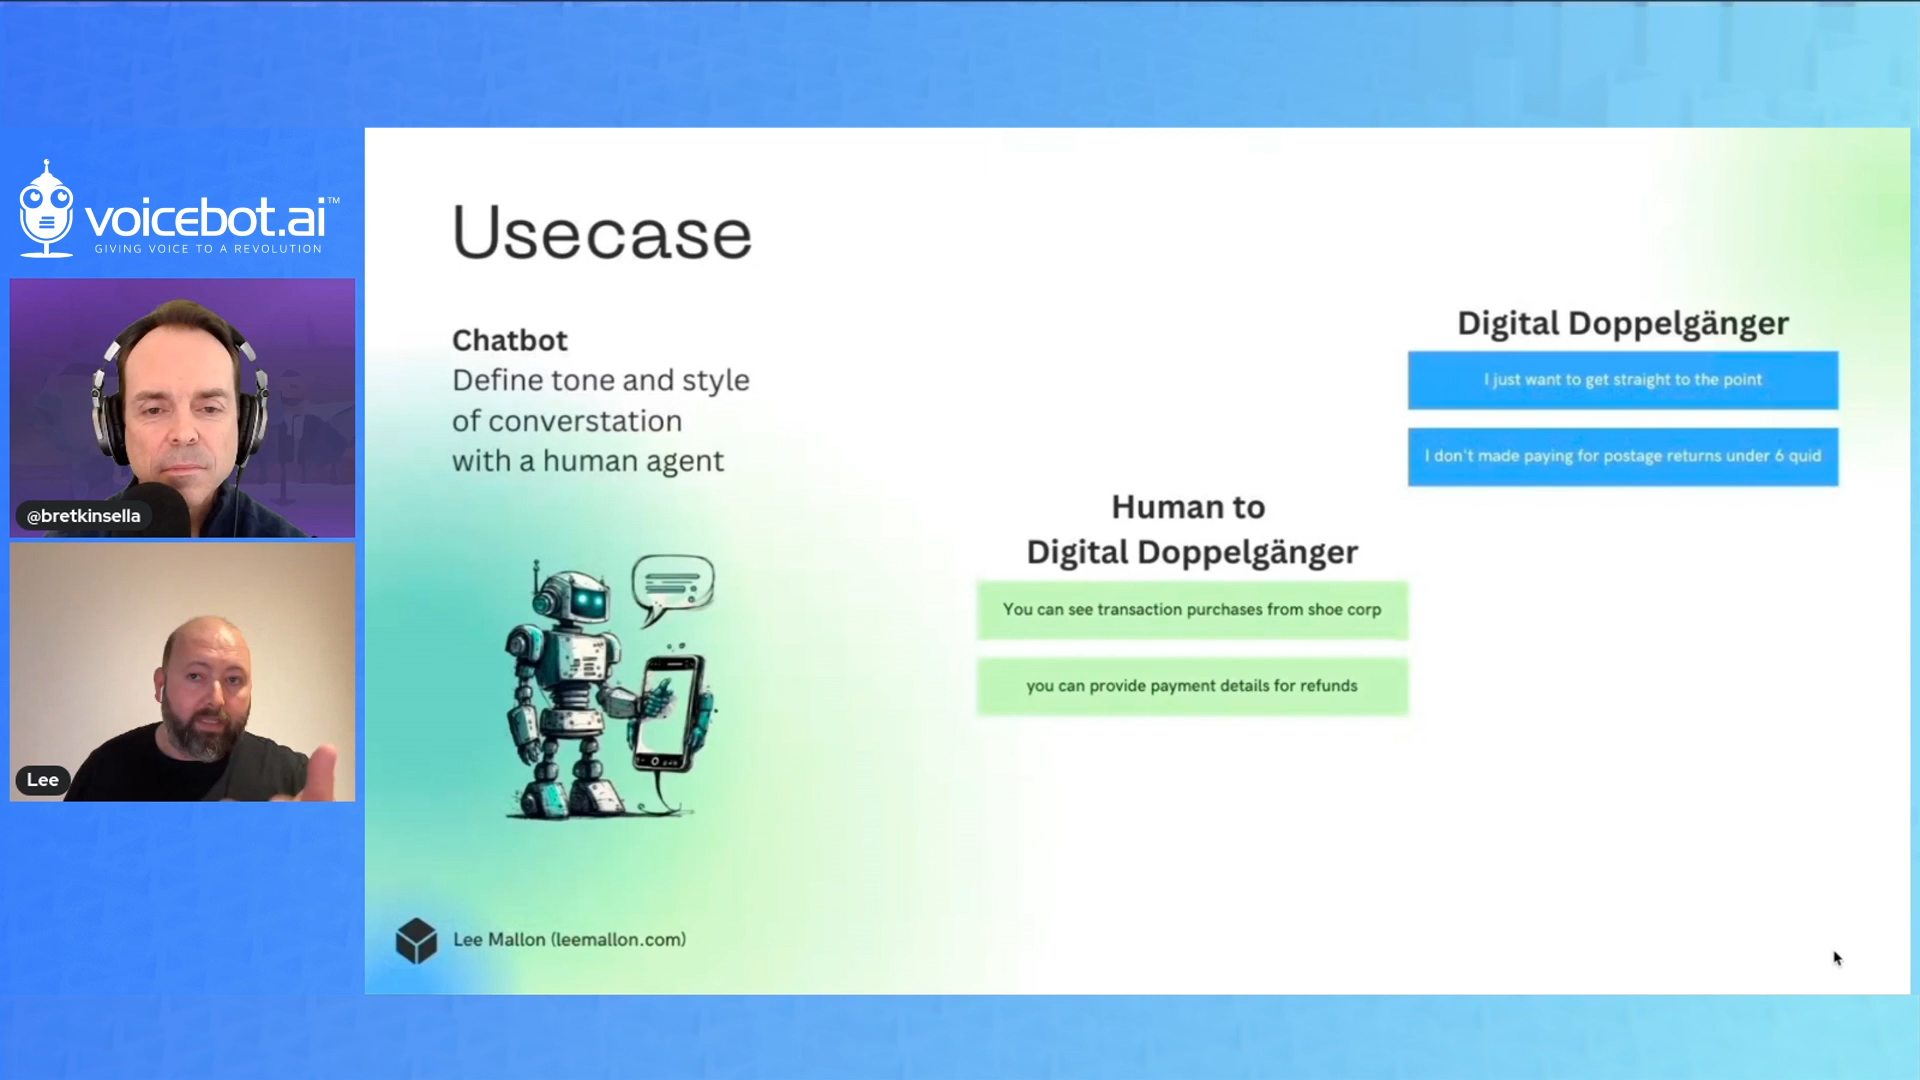 voicebot.ai™
GIVING VOICE TO A REVOLUTION
@bretkinsella
Lee
Usecase
Chatbot
Define tone and style
of converstation
with a human agent
Digital Doppelgänger
I just want to get straight to the point
I don't made paying for postage returns under 6 quid
Human to
Digital Doppelgänger
You can see transaction purchases from shoe corp
you can provide payment details for refunds
Lee Mallon (leemallon.com)